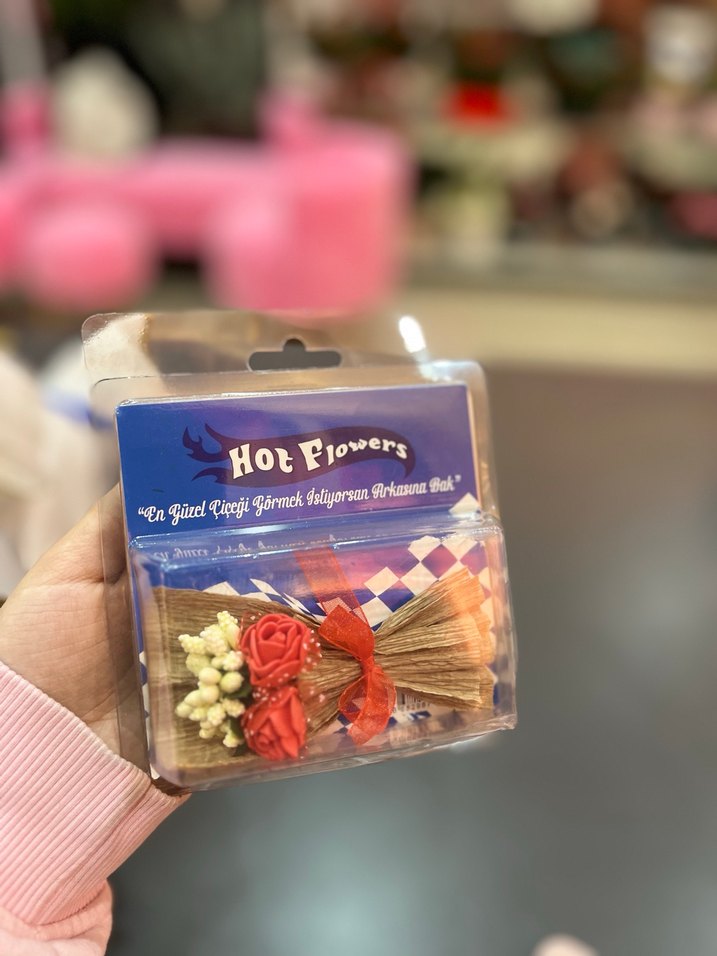 Hot Flowers
“En Güzel Çiçeği Görmek İstiyorsan Arkasına Bak”